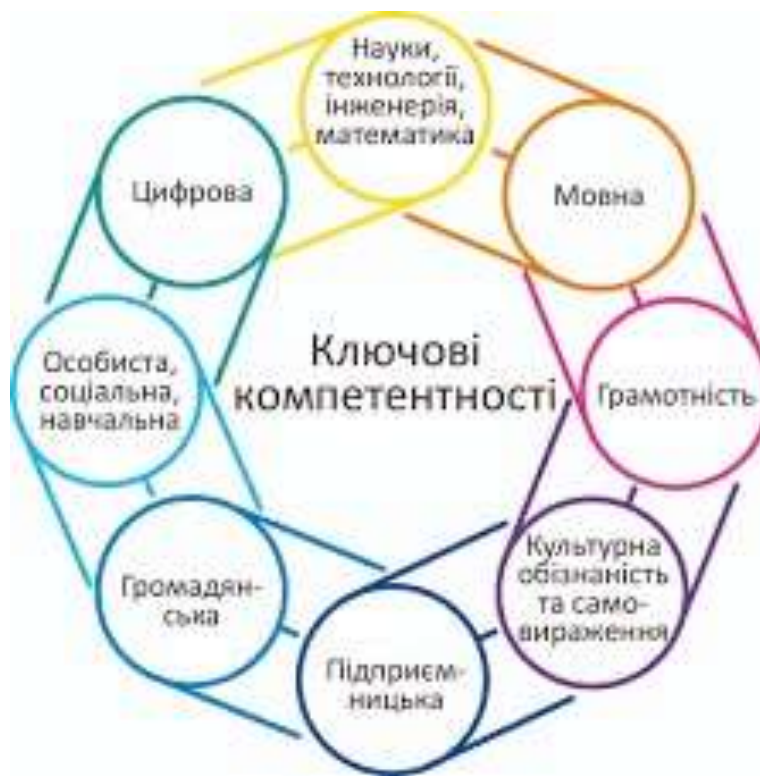 Ключові
компетентності
Науки,
технології,
інженерія,
математика
Мовна
Грамотність
Культурна
обізнаність
та само-
вираження
Підприєм-
ницька
Громадян-
ська
Особиста,
соціальна,
навчальна
Цифрова